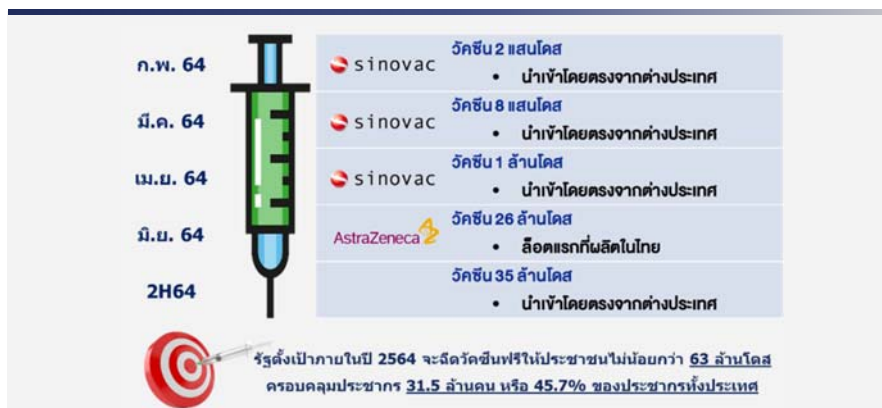 ก.พ. 64
sinovac
วัคซีน 2 แสนโดส
• นำเข้าโดยตรงจากต่างประเทศ
มี.ค. 64
sinovac
วัคซีน 8 แสนโดส
• นำเข้าโดยตรงจากต่างประเทศ
เม.ย. 64
sinovac
วัคซีน 1 ล้านโดส
• นำเข้าโดยตรงจากต่างประเทศ
มิ.ย. 64
AstraZeneca
วัคซีน 26 ล้านโดส
• ล็อตแรกที่ผลิตในไทย
2H64
วัคซีน 35 ล้านโดส
• นำเข้าโดยตรงจากต่างประเทศ
รัฐตั้งเป้าภายในปี 2564 จะฉีดวัคซีนฟรีให้ประชาชนไม่น้อยกว่า 63 ล้านโดส
ครอบคลุมประชากร 31.5 ล้านคน หรือ 45.7% ของประชากรทั้งประเทศ